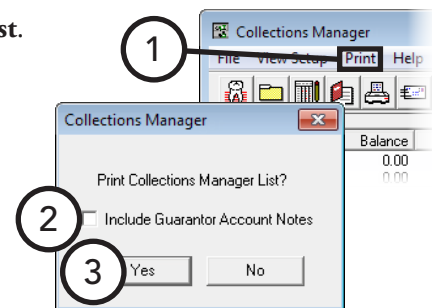 st.
1
Collections Manager
File View Setup Print Help
Balance
0.00
0.00
Collections Manager
Print Collections Manager List?
2
Include Guarantor Account Notes
3
Yes No